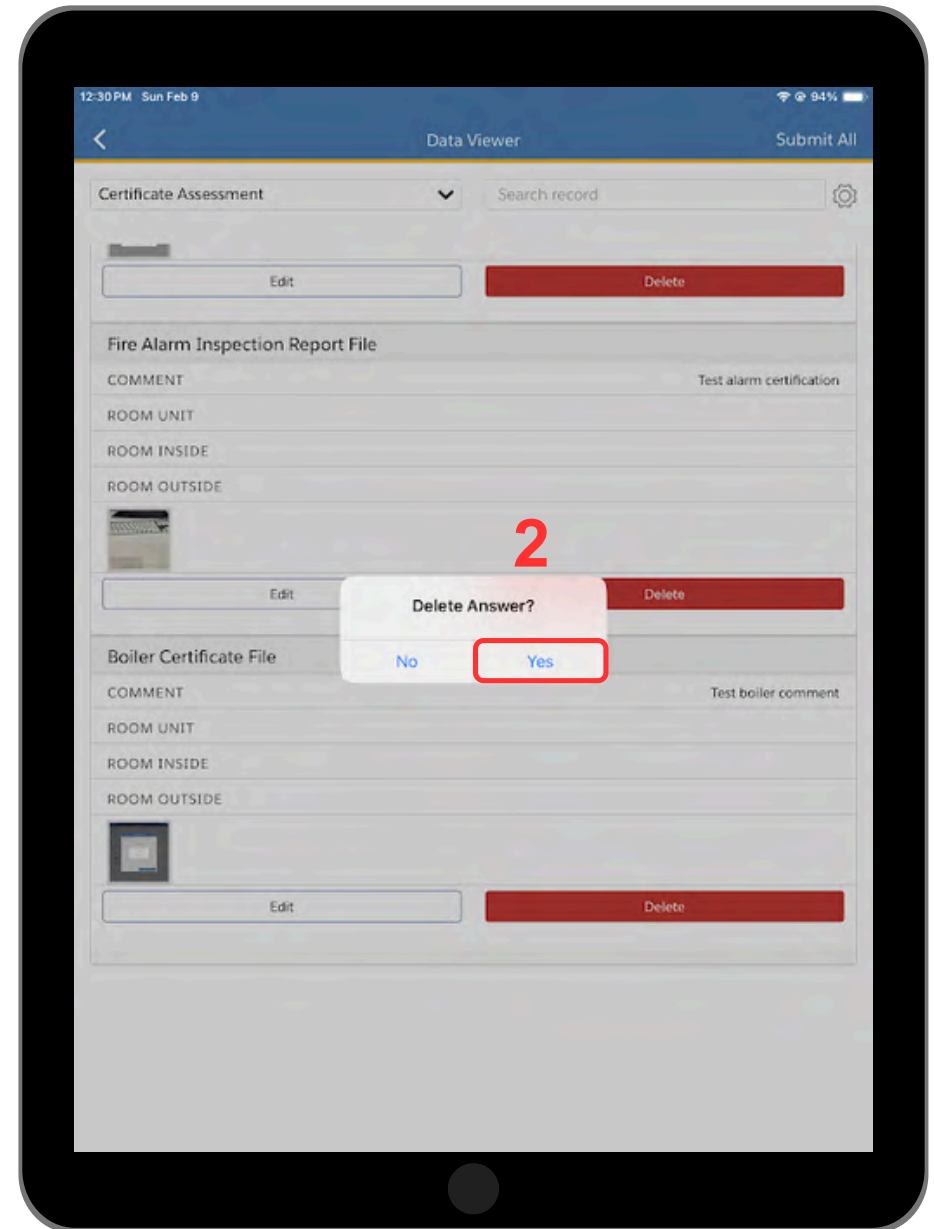 12:30 PM Sun Feb 9 94%
Data Viewer Submit All
Certificate Assessment Search record
Edit Delete
Fire Alarm Inspection Report File
COMMENT Test alarm certification
ROOM UNIT
ROOM INSIDE
ROOM OUTSIDE
2
Edit Delete
Delete Answer?
No Yes
Boiler Certificate File
COMMENT Test boiler comment
ROOM UNIT
ROOM INSIDE
ROOM OUTSIDE
Edit Delete